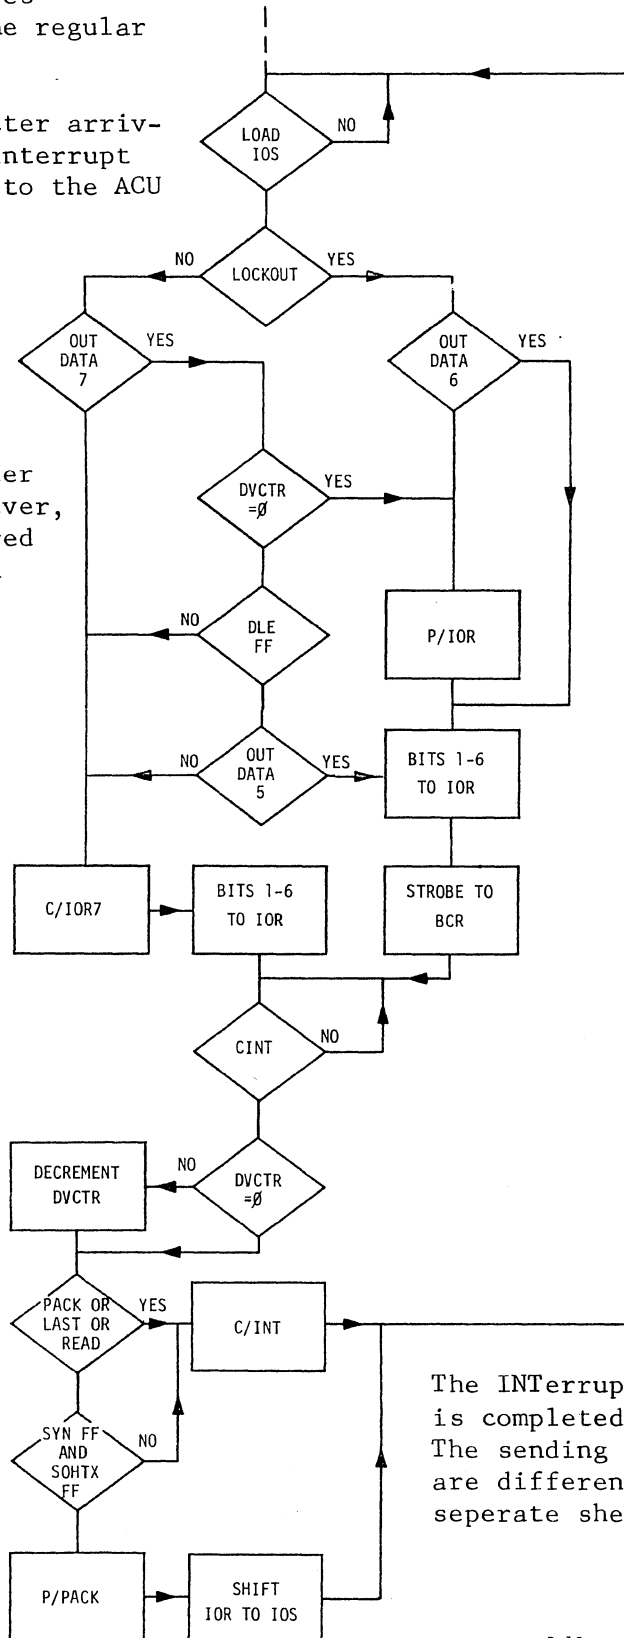 he regular
LOAD
IOS
NO
ter arriv-
nterrupt
to the ACU
LOCKOUT
NO
YES
OUT
DATA
7
YES
OUT
DATA
6
YES
er
ver,
red
DVCTR
=Ø
YES
DLE
FF
NO
P/IOR
OUT
DATA
5
NO
YES
BITS 1-6
TO IOR
C/IOR7
BITS 1-6
TO IOR
STROBE TO
BCR
CINT
NO
DECREMENT
DVCTR
NO
DVCTR
=Ø
PACK OR
LAST OR
READ
YES
C/INT
The INTerrup
is completed
The sending
are differen
seperate she
SYN FF
AND
SOHTX
FF
NO
P/PACK
SHIFT
IOR TO IOS